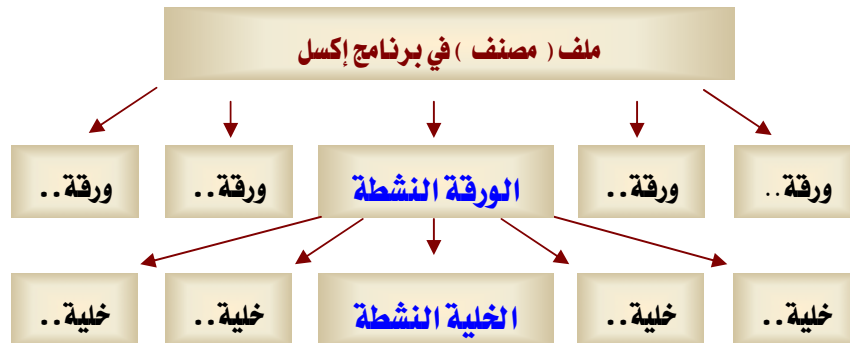 ملف ( مصنف ) في برنامج إكسل
ورقة.. ورقة.. الورقة النشطة ورقة.. ورقة..
خلية.. خلية.. الخلية النشطة خلية.. خلية..